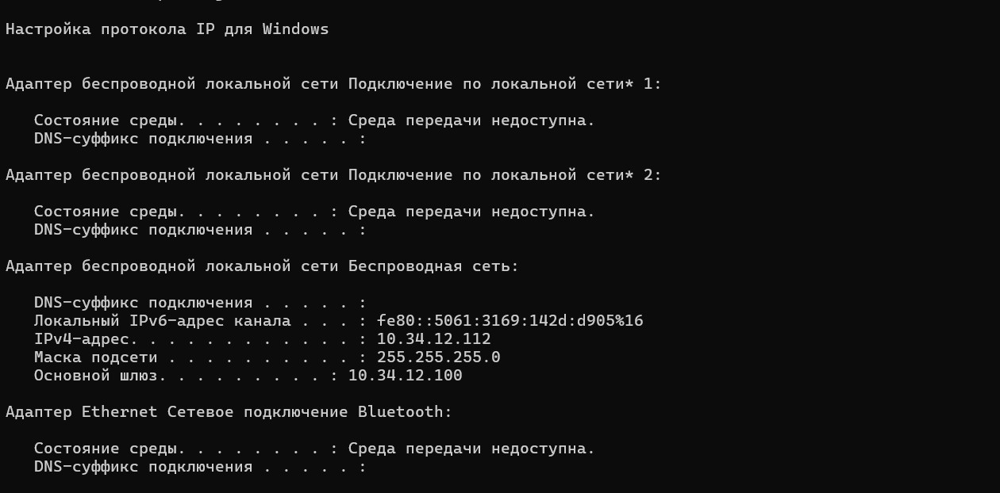 Настройка протокола IP для Windows
Адаптер беспроводной локальной сети Подключение по локальной сети* 1:
Состояние среды. . . . . . . . : Среда передачи недоступна.
DNS-суффикс подключения . . . . . :
Адаптер беспроводной локальной сети Подключение по локальной сети* 2:
Состояние среды. . . . . . . . : Среда передачи недоступна.
DNS-суффикс подключения . . . . . :
Адаптер беспроводной локальной сети Беспроводная сеть:
DNS-суффикс подключения . . . . . :
Локальный IPv6-адрес канала . . . : fe80::5061:3169:142d:d905%16
IPv4-адрес. . . . . . . . . . . . : 10.34.12.112
Маска подсети . . . . . . . . . . : 255.255.255.0
Основной шлюз. . . . . . . . . : 10.34.12.100
Адаптер Ethernet Сетевое подключение Bluetooth:
Состояние среды. . . . . . . . : Среда передачи недоступна.
DNS-суффикс подключения . . . . . :